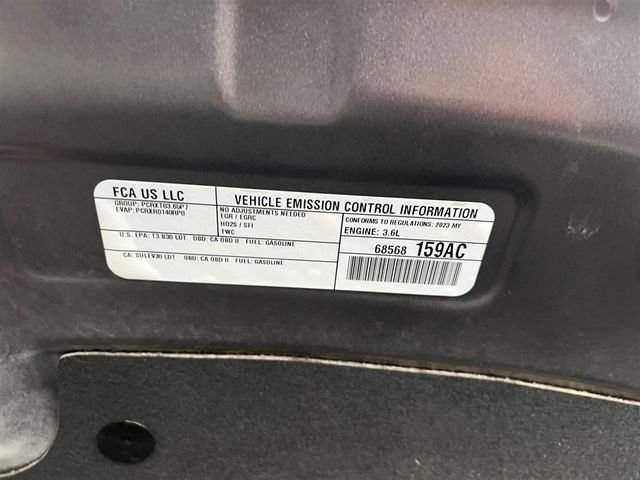 FCA US LLC
GROUP: PCRXT03.65P7
EVAP: PCRXR0140RP0
VEHICLE EMISSION CONTROL INFORMATION
NO ADJUSTMENTS NEEDED
EGR / EGRC
HO2S / SFI
TWC
CONFORMS TO REGULATIONS: 2023 MY
ENGINE: 3.6L
U.S. EPA: T3 B30 LDT OBD: CA OBD II FUEL: GASOLINE
CA: SULEV30 LDT OBD: CA OBD II FUEL: GASOLINE
68568 159AC